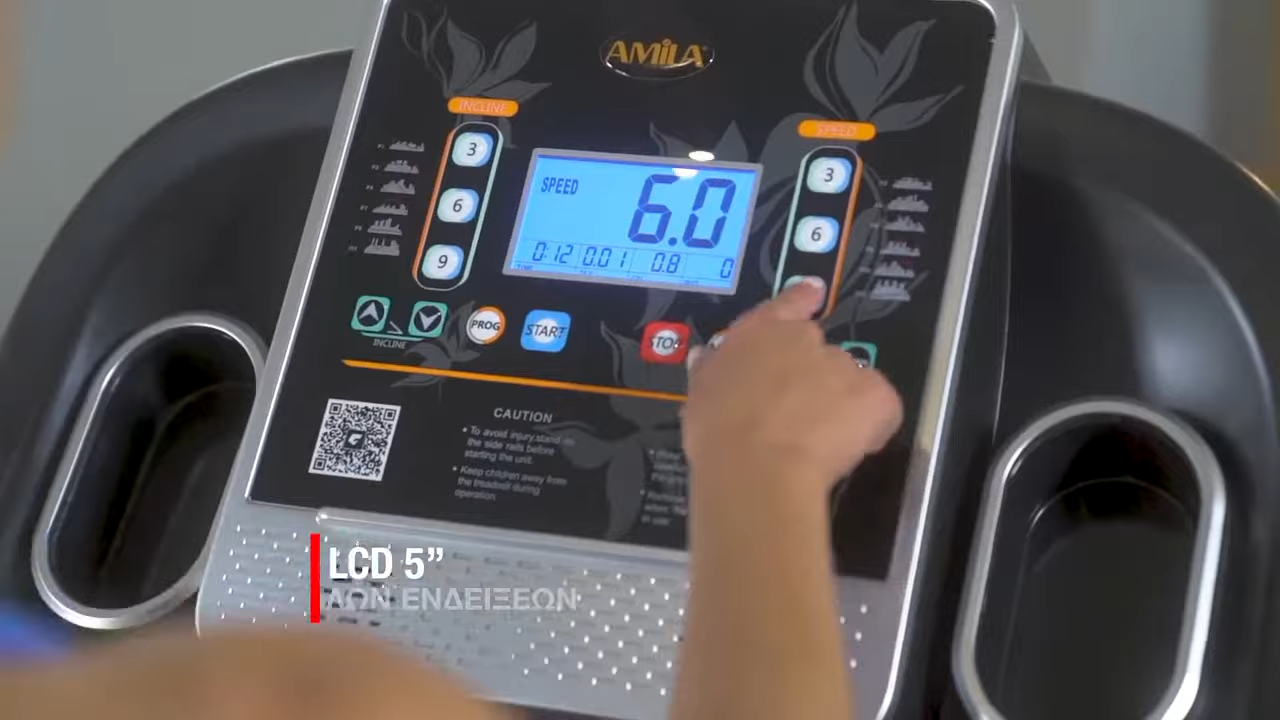 AMiLA
INCLINE
SPEED
3
6
9
3
6
SPEED
6.0
0:12 0.01 0.8 0
INCLINE
PROG
START
STOP
CAUTION
• To avoid injury,stand on
the side rails before
starting the unit.
• Keep children away from
the treadmill during
operation.
LCD 5”
ΛΩΝ ΕΝΔΕΙΞΕΩΝ